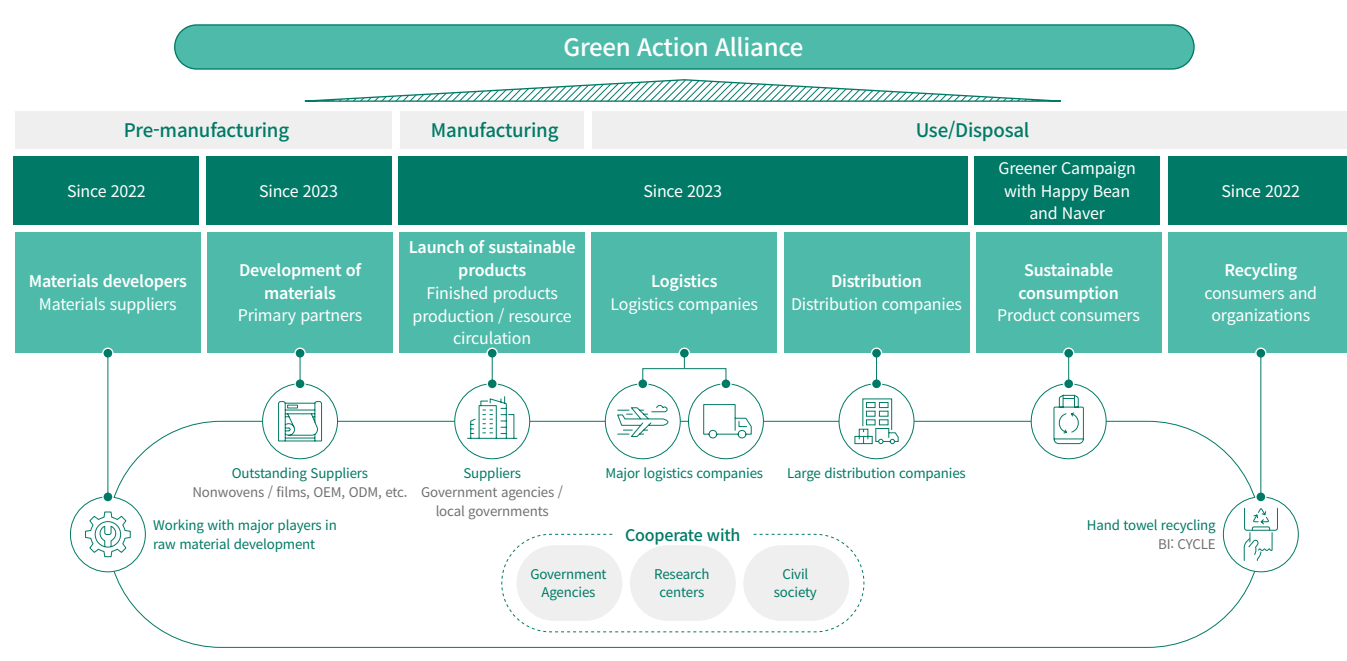 Green Action Alliance
Pre-manufacturing
Manufacturing
Use/Disposal
Since 2022
Since 2023
Since 2023
Greener Campaign
with Happy Bean
and Naver
Since 2022
Materials developers
Materials suppliers
Development of
materials
Primary partners
Launch of sustainable
products
Finished products
production / resource
circulation
Logistics
Logistics companies
Distribution
Distribution companies
Sustainable
consumption
Product consumers
Recycling
consumers and
organizations
Outstanding Suppliers
Nonwovens / films, OEM, ODM, etc.
Suppliers
Government agencies /
local governments
Major logistics companies
Large distribution companies
Working with major players in
raw material development
Hand towel recycling
BI: CYCLE
Cooperate with
Government
Agencies
Research
centers
Civil
society